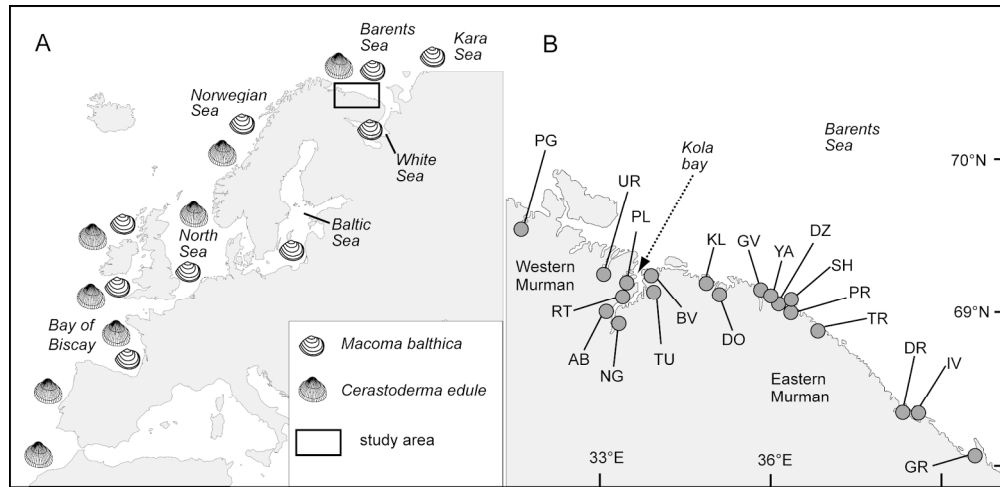 A
Barents
Sea
Kara
Sea
Norwegian
Sea
White
Sea
Baltic
Sea
North
Sea
Bay of
Biscay
Macoma balthica
Cerastoderma edule
study area
B
Barents
Sea
Kola
bay
70°N
PG
UR
PL
KL
GV
YA
DZ
SH
PR
69°N
TR
Western
Murman
RT
AB
NG
TU
BV
DO
Eastern
Murman
DR
IV
GR
33°E
36°E